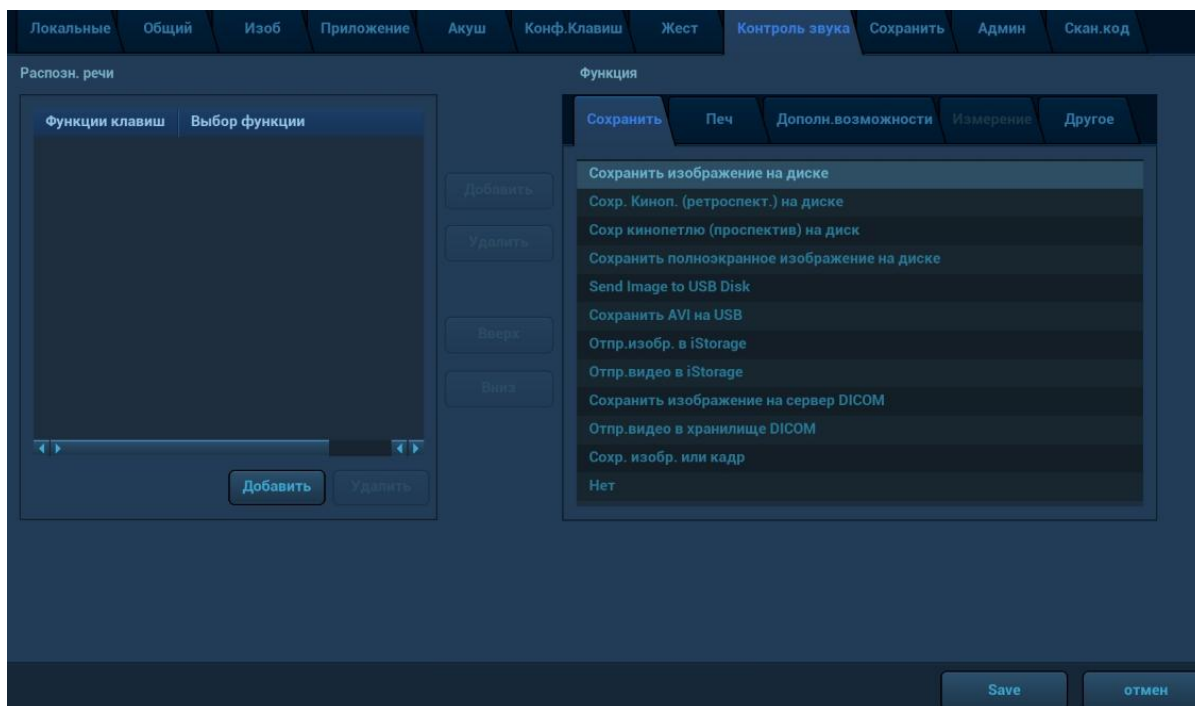 Локальные Общий Изоб Приложение Акуш Конф.Клавиш Жест Контроль звука Сохранить Админ Скан.код
Распозн. речи
Функции клавиш Выбор функции
Добавить
Удалить
Вверх
Вниз
Добавить Удалить
Функция
Сохранить Печ Дополн.возможности Измерение Другое
Сохранить изображение на диске
Сохр. Киноп. (ретроспект.) на диске
Сохр кинопетлю (проспектив) на диск
Сохранить полноэкранное изображение на диске
Send Image to USB Disk
Сохранить AVI на USB
Отпр.изобр. в iStorage
Отпр.видео в iStorage
Сохранить изображение на сервер DICOM
Отпр.видео в хранилище DICOM
Сохр. изобр. или кадр
Нет
Save отмен